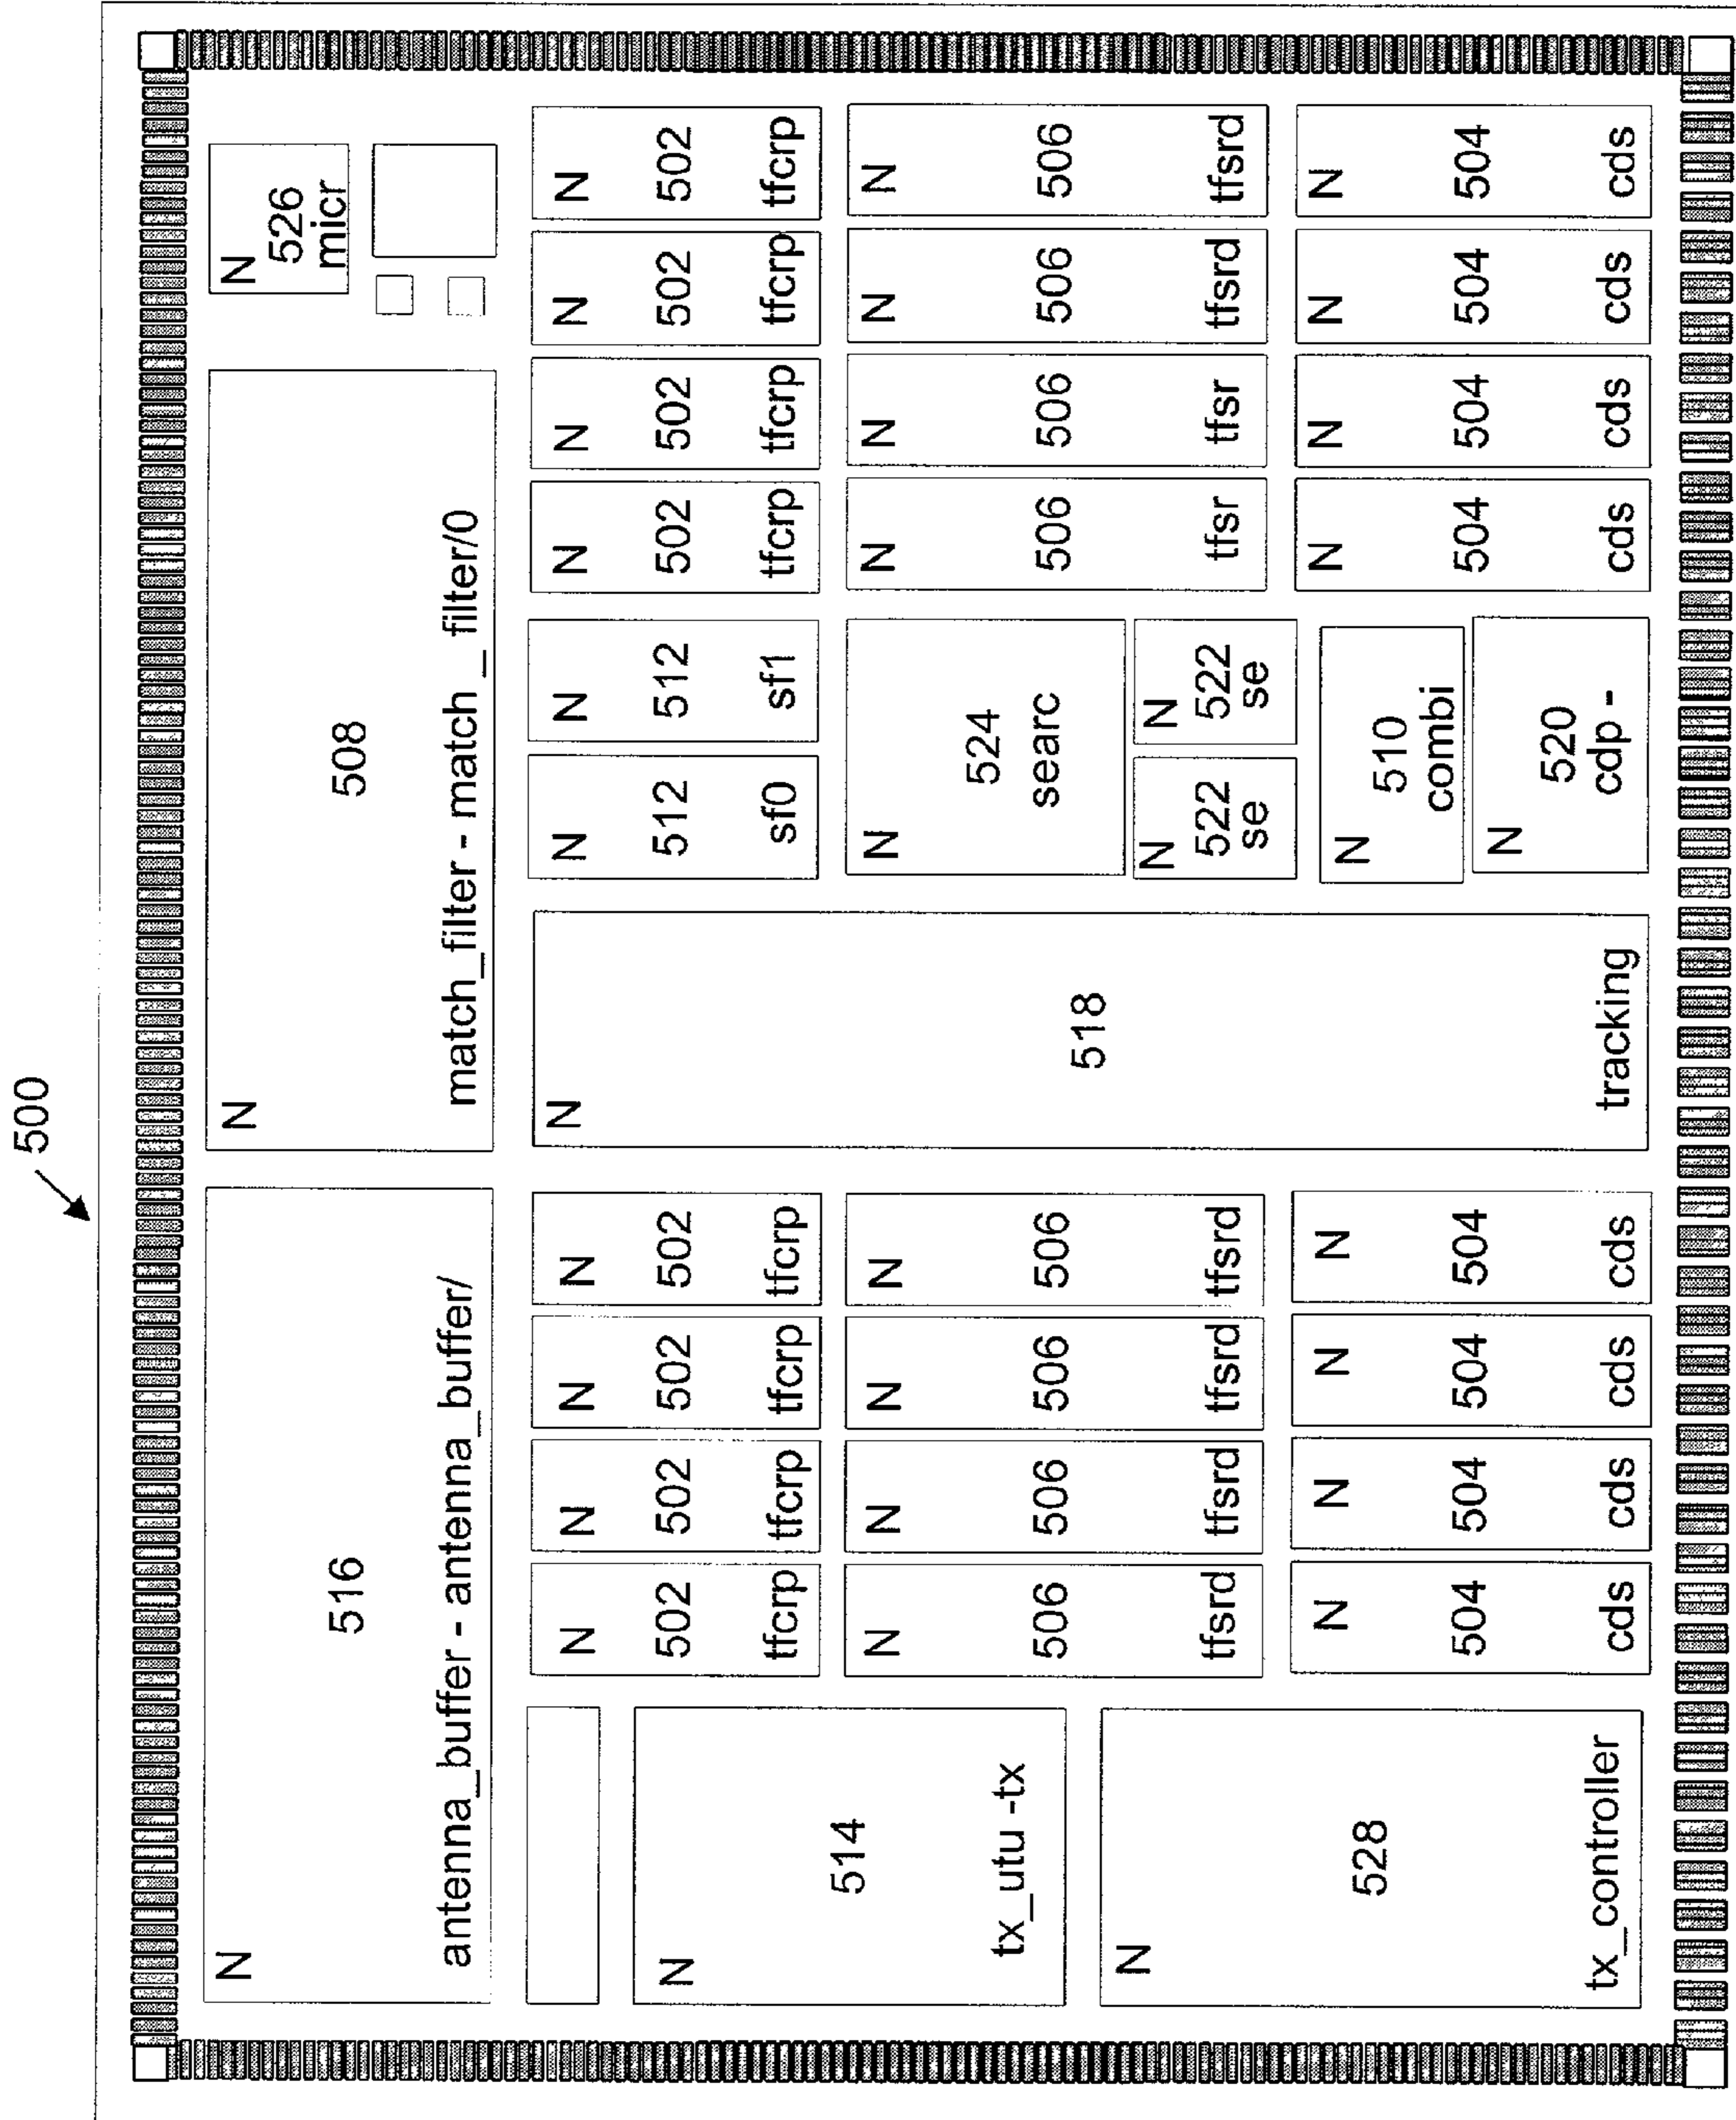 500
N
516
antenna_buffer - antenna_buffer/
N
508
match_filter - match_filter/0
N
526
micr
N
514
tx_utu -tx
N
528
tx_controller
N
502
tfcrp
N
502
tfcrp
N
502
tfcrp
N
502
tfcrp
N
506
tfsrd
N
506
tfsrd
N
506
tfsrd
N
506
tfsrd
N
504
cds
N
504
cds
N
504
cds
N
504
cds
N
518
tracking
N
512
sf0
N
512
sf1
N
524
searc
N
522
se
N
522
se
N
510
combi
N
520
cdp -
N
502
tfcrp
N
502
tfcrp
N
502
tfcrp
N
502
tfcrp
N
506
tfsr
N
506
tfsr
N
506
tfsrd
N
506
tfsrd
N
504
cds
N
504
cds
N
504
cds
N
504
cds